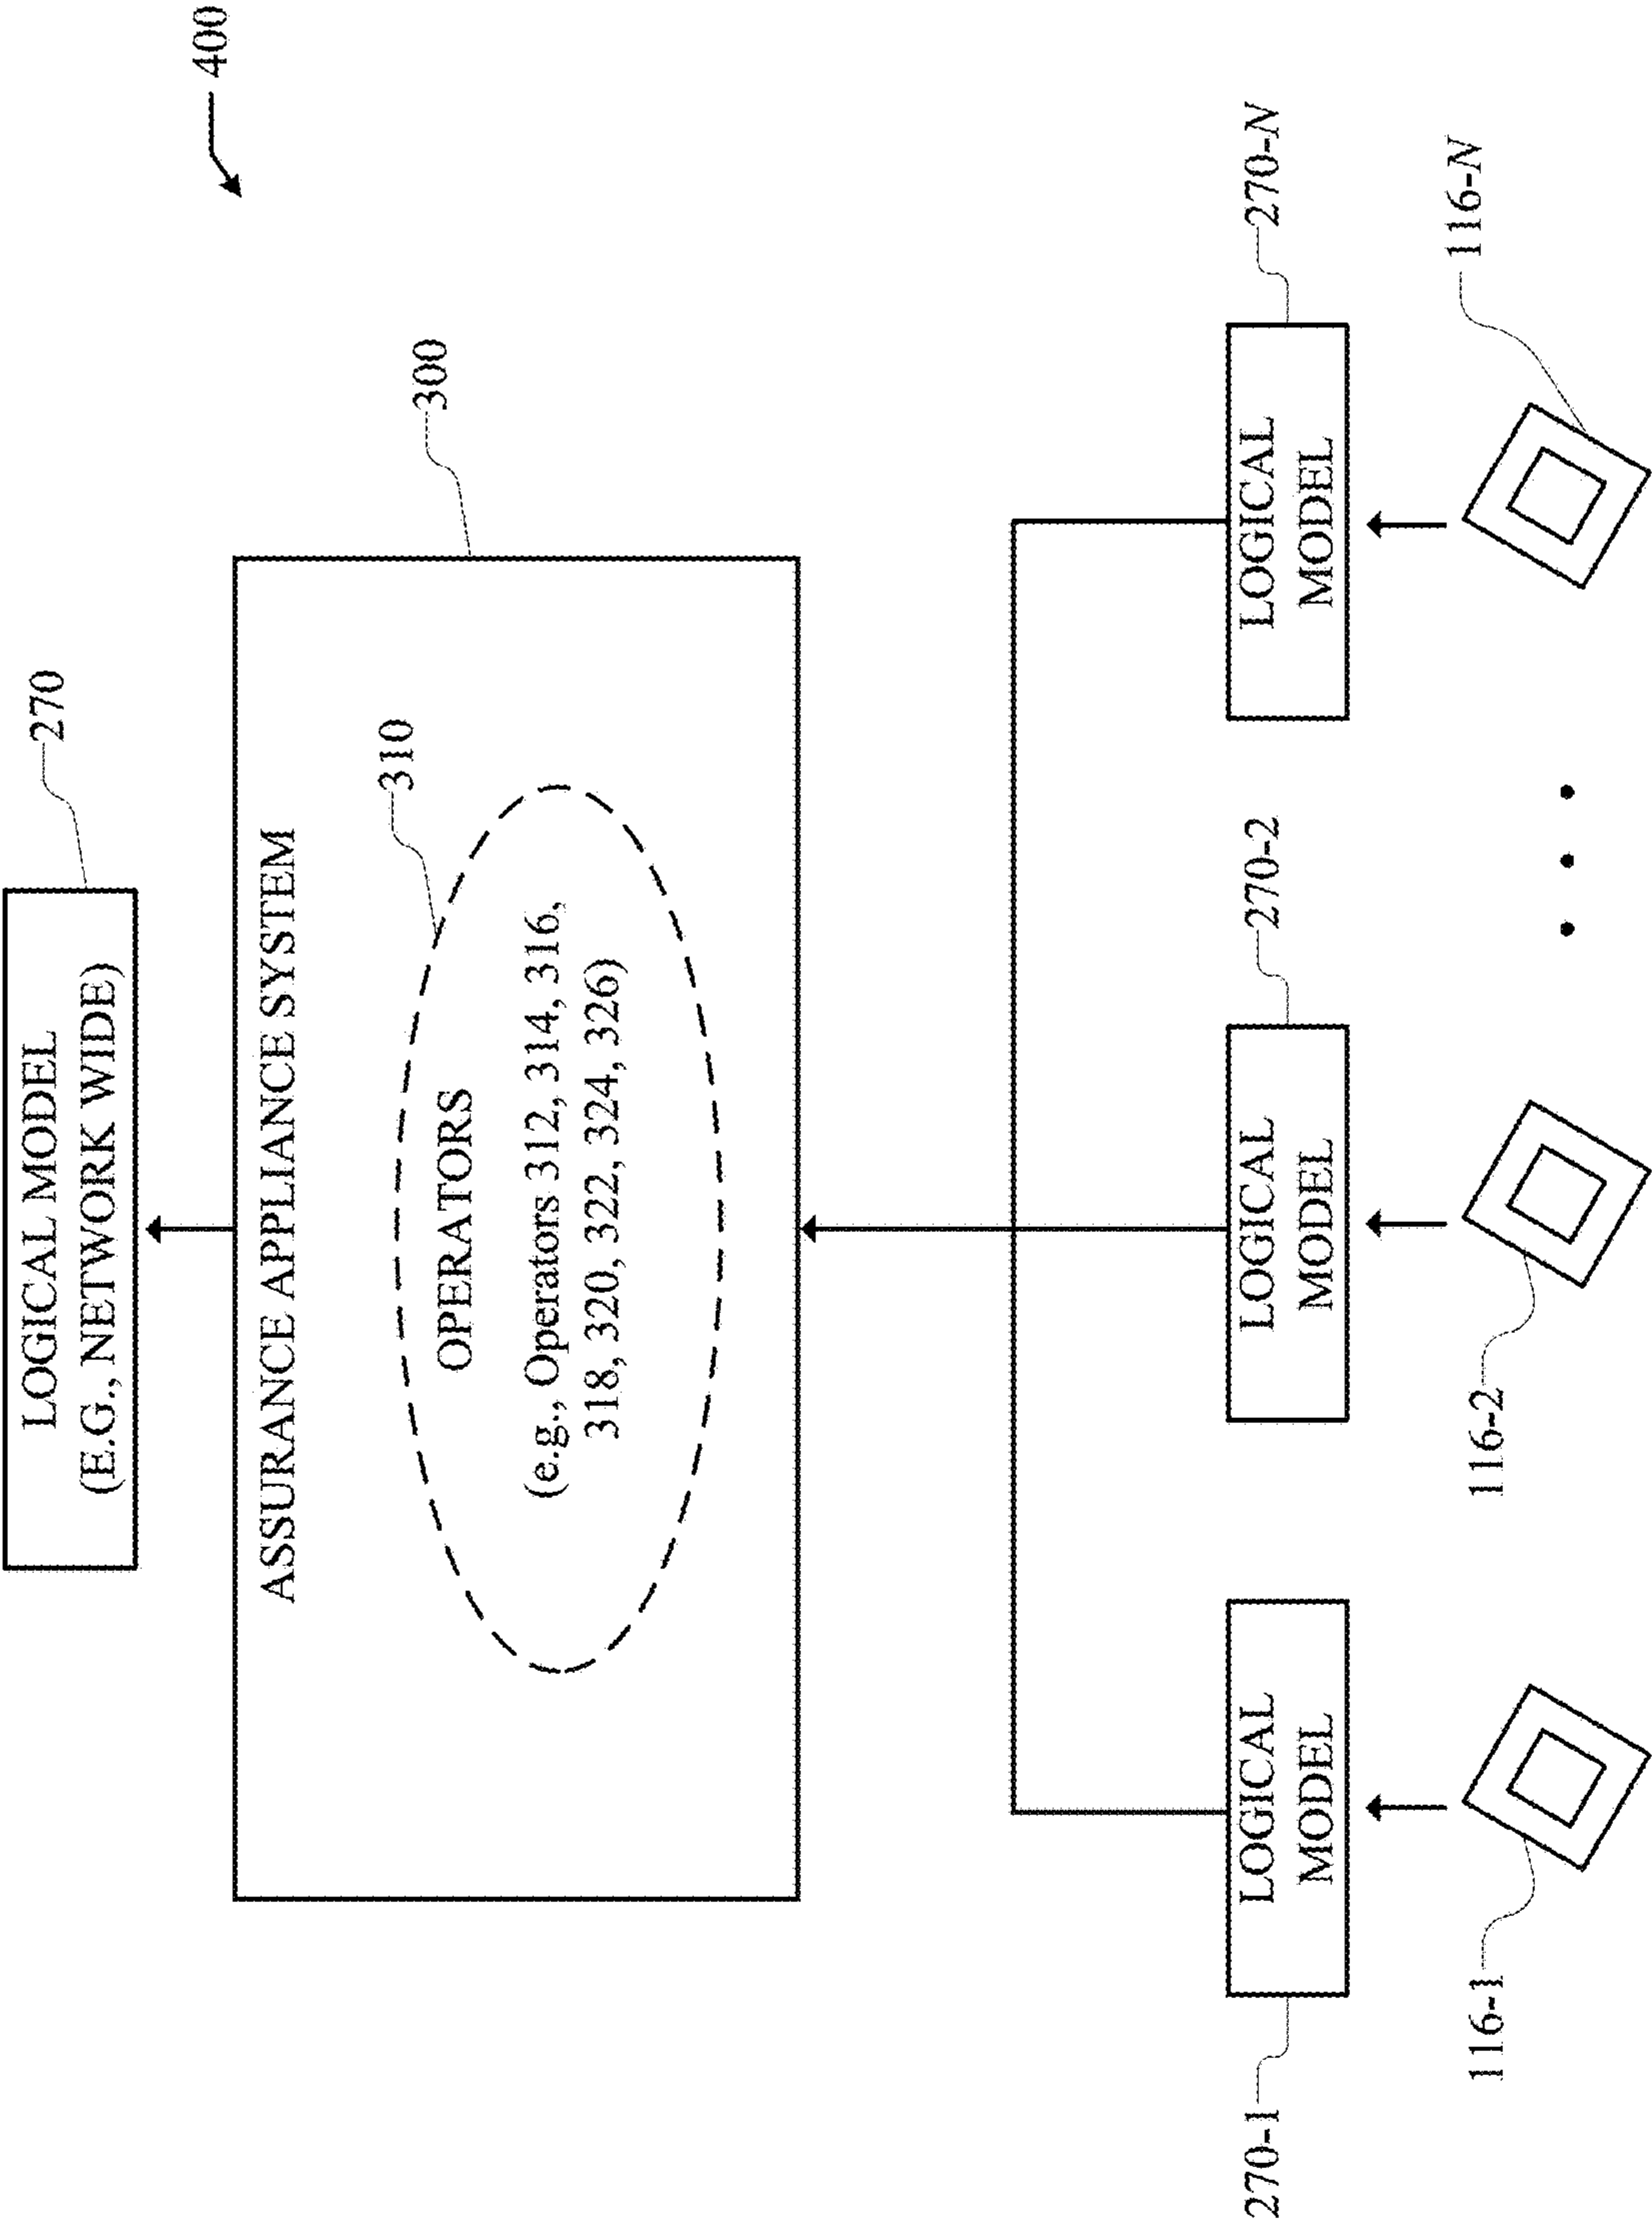 400
270
LOGICAL MODEL
(E.G., NETWORK WIDE)
300
ASSURANCE APPLIANCE SYSTEM
310
OPERATORS
(e.g., Operators 312, 314, 316,
318, 320, 322, 324, 326)
270-1
LOGICAL
MODEL
270-2
LOGICAL
MODEL
270-N
LOGICAL
MODEL
116-1
116-2
116-N